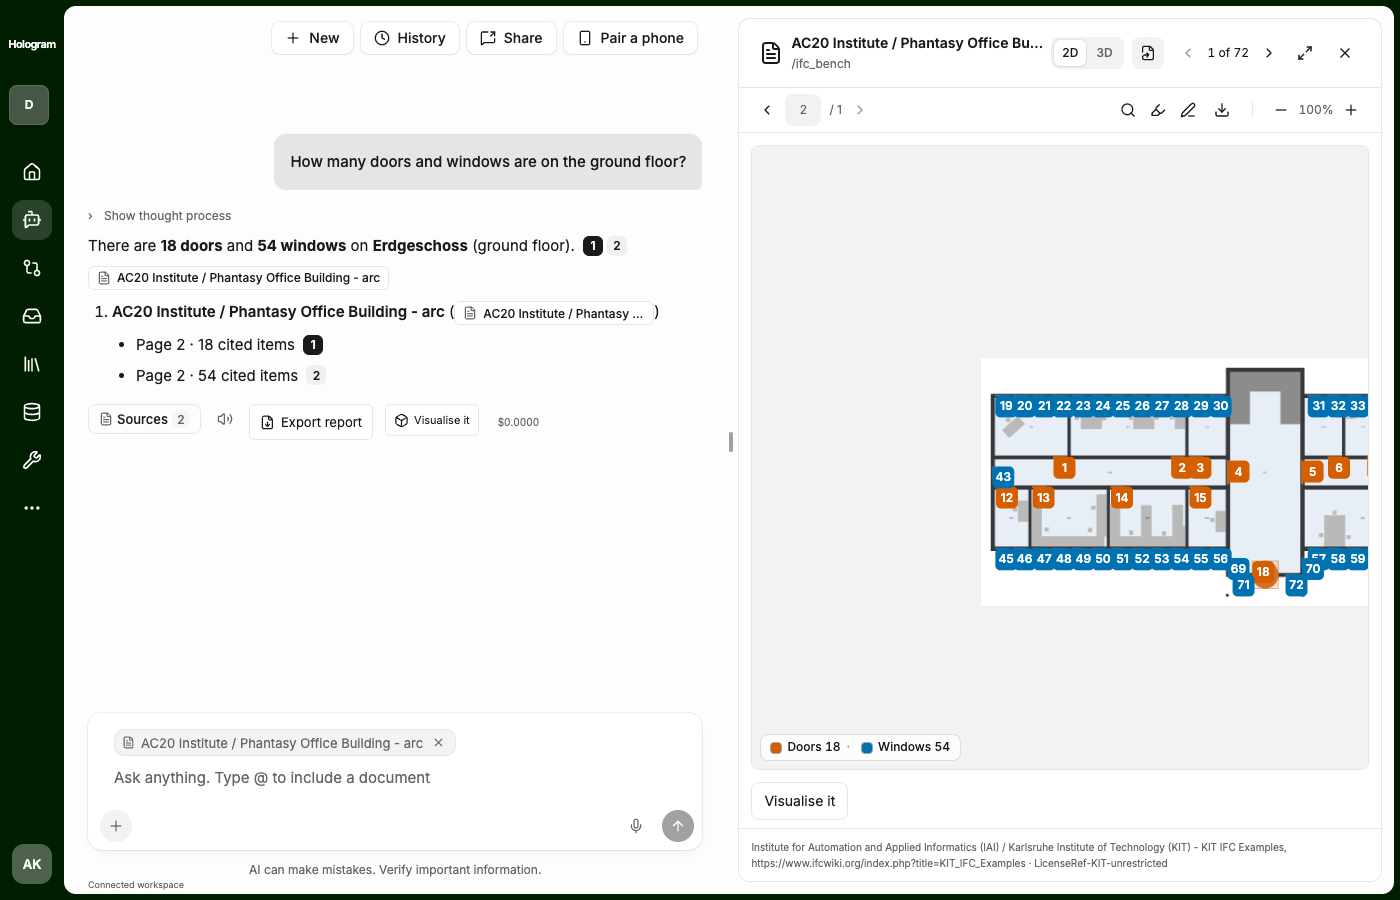 Hologram
D
AK
New
History
Share
Pair a phone
How many doors and windows are on the ground floor?
Show thought process
There are 18 doors and 54 windows on Erdgeschoss (ground floor). 1 2
AC20 Institute / Phantasy Office Building - arc
1. AC20 Institute / Phantasy Office Building - arc (AC20 Institute / Phantasy ...)
• Page 2 · 18 cited items 1
• Page 2 · 54 cited items 2
Sources 2
Export report
Visualise it
$0.0000
AC20 Institute / Phantasy Office Building - arc
Ask anything. Type @ to include a document
AI can make mistakes. Verify important information.
Connected workspace
AC20 Institute / Phantasy Office Bu...
/ifc_bench
2D 3D
1 of 72
2 / 1
100%
19 20 21 22 23 24 25 26 27 28 29 30 31 32 33
1 2 3 4 5 6
43
12 13 14 15
45 46 47 48 49 50 51 52 53 54 55 56 57 58 59
69 18 70
71 72
Doors 18 · Windows 54
Visualise it
Institute for Automation and Applied Informatics (IAI) / Karlsruhe Institute of Technology (KIT) - KIT IFC Examples,
https://www.ifcwiki.org/index.php?title=KIT_IFC_Examples · LicenseRef-KIT-unrestricted